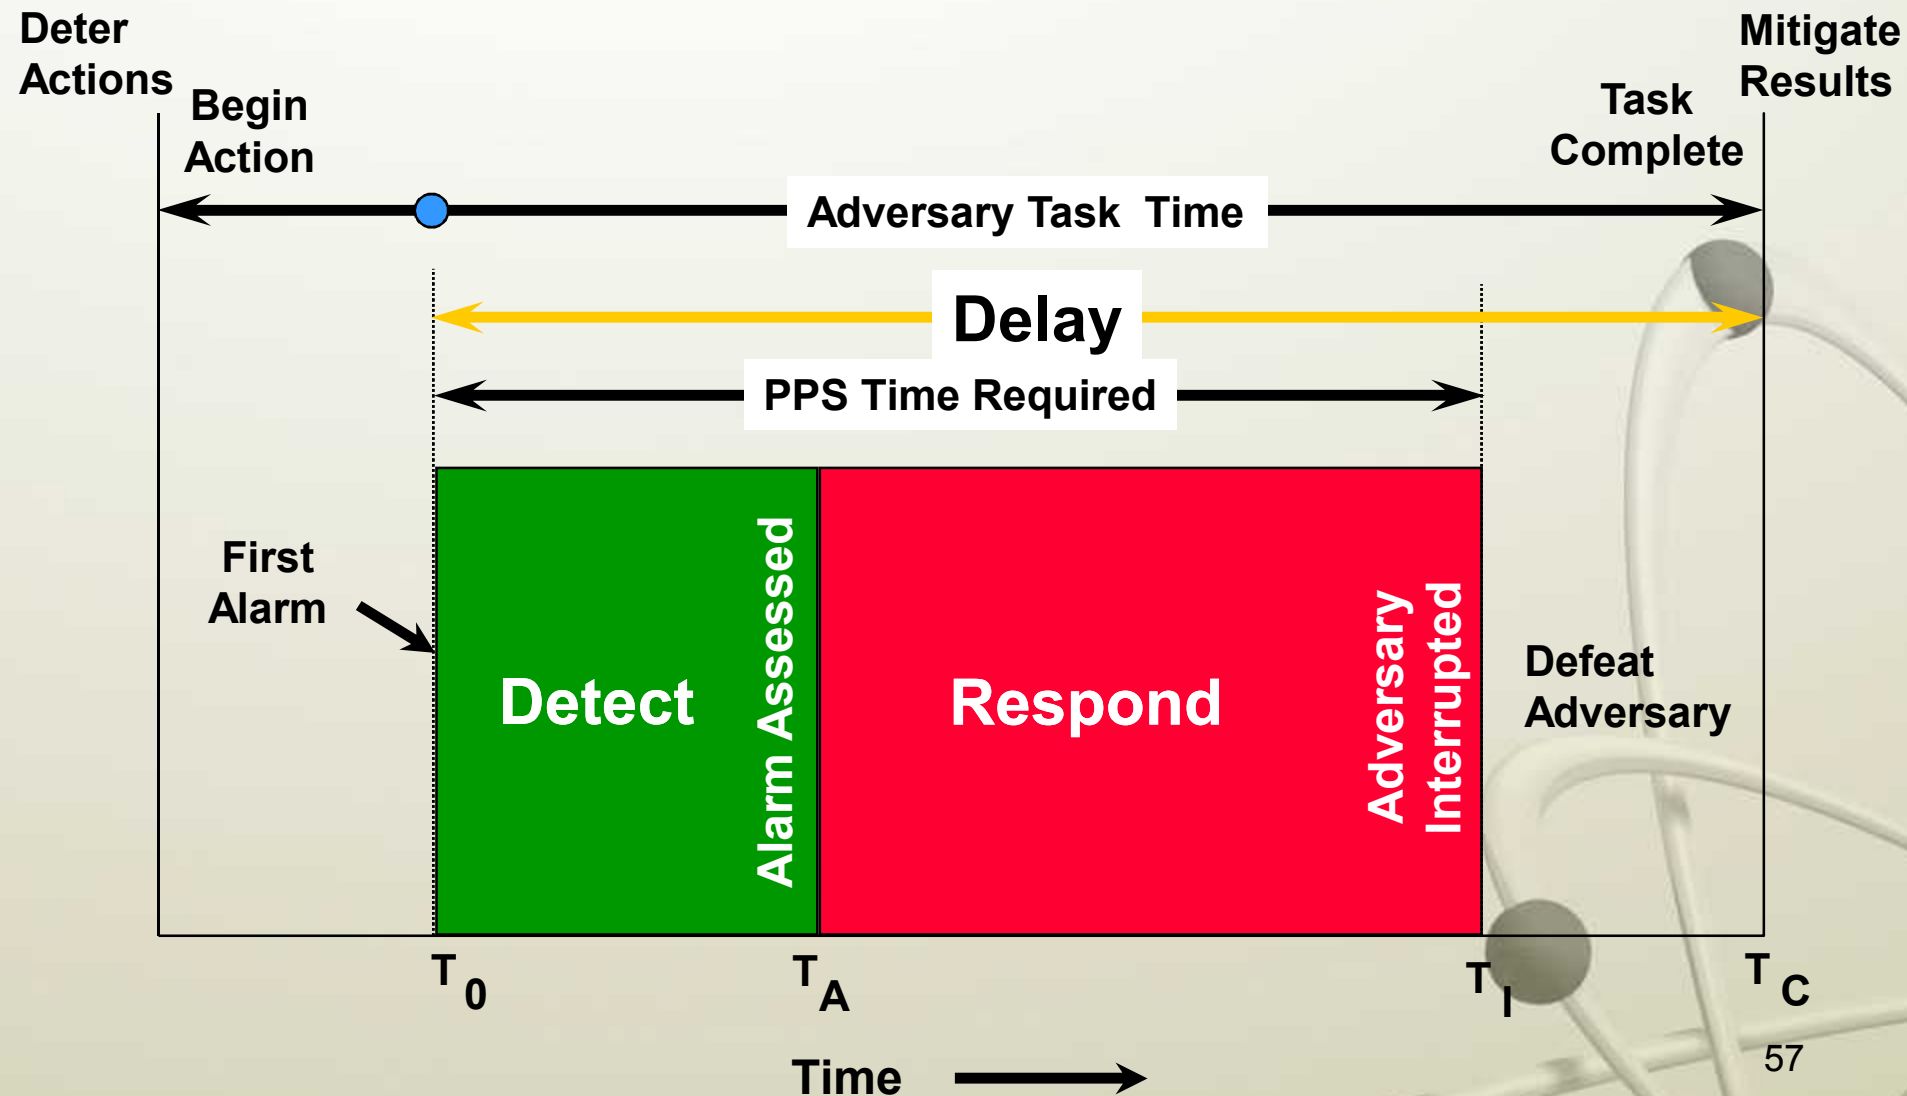 Deter
Actions
Mitigate
Results
Begin
Action
Task
Complete
Adversary Task Time
Delay
PPS Time Required
First
Alarm
Detect
Alarm Assessed
Respond
Adversary
Interrupted
Defeat
Adversary
T0
TA
TI
TC
Time
57